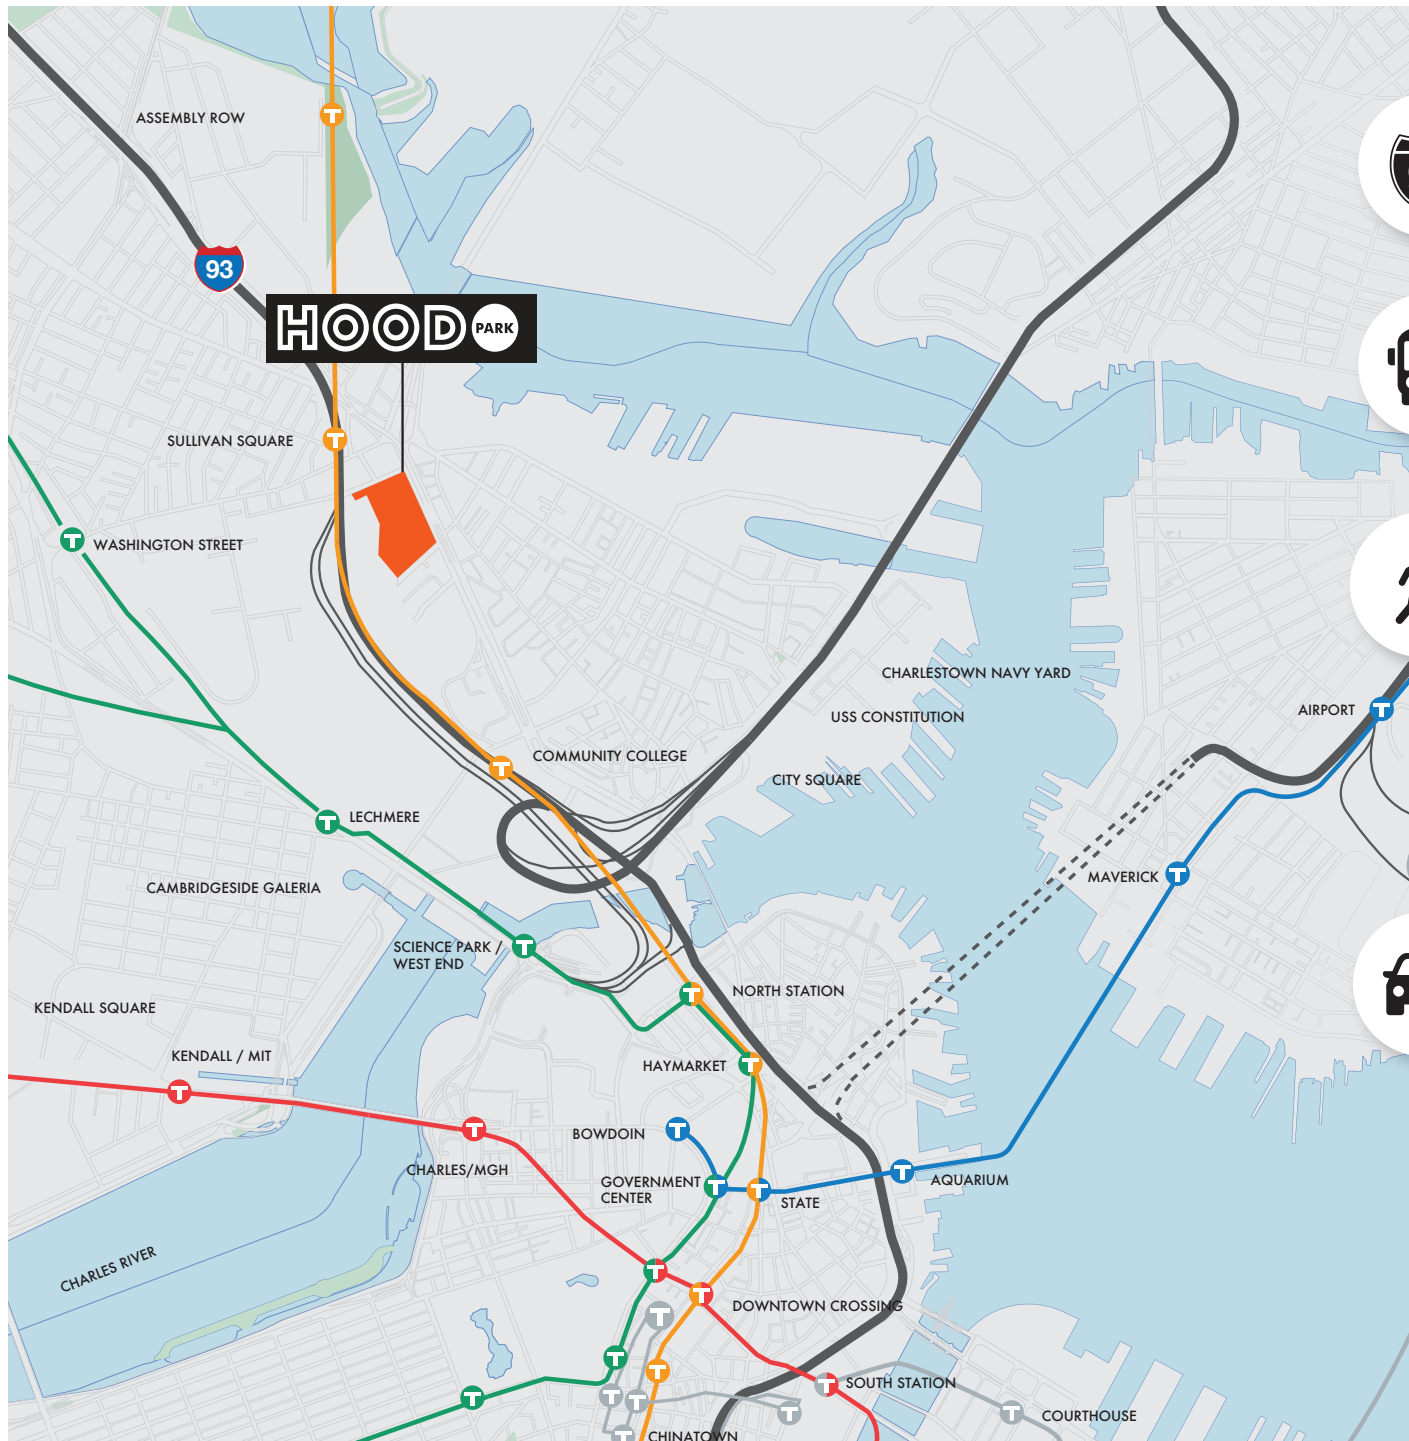 ASSEMBLY ROW
T
93
HOOD PARK
SULLIVAN SQUARE
T
T
WASHINGTON STREET
CHARLESTOWN NAVY YARD
USS CONSTITUTION
AIRPORT
T
COMMUNITY COLLEGE
T
CITY SQUARE
T
LECHMERE
MAVERICK
T
CAMBRIDGESIDE GALERIA
SCIENCE PARK /
WEST END
T
T
NORTH STATION
KENDALL SQUARE
KENDALL / MIT
T
HAYMARKET
T
T
CHARLES/MGH
BOWDOIN
T
GOVERNMENT
CENTER
T
T
STATE
T
AQUARIUM
CHARLES RIVER
T
T
DOWNTOWN CROSSING
T
T
T
T
SOUTH STATION
T
T
T
T
T
COURTHOUSE
T
CHINATOWN